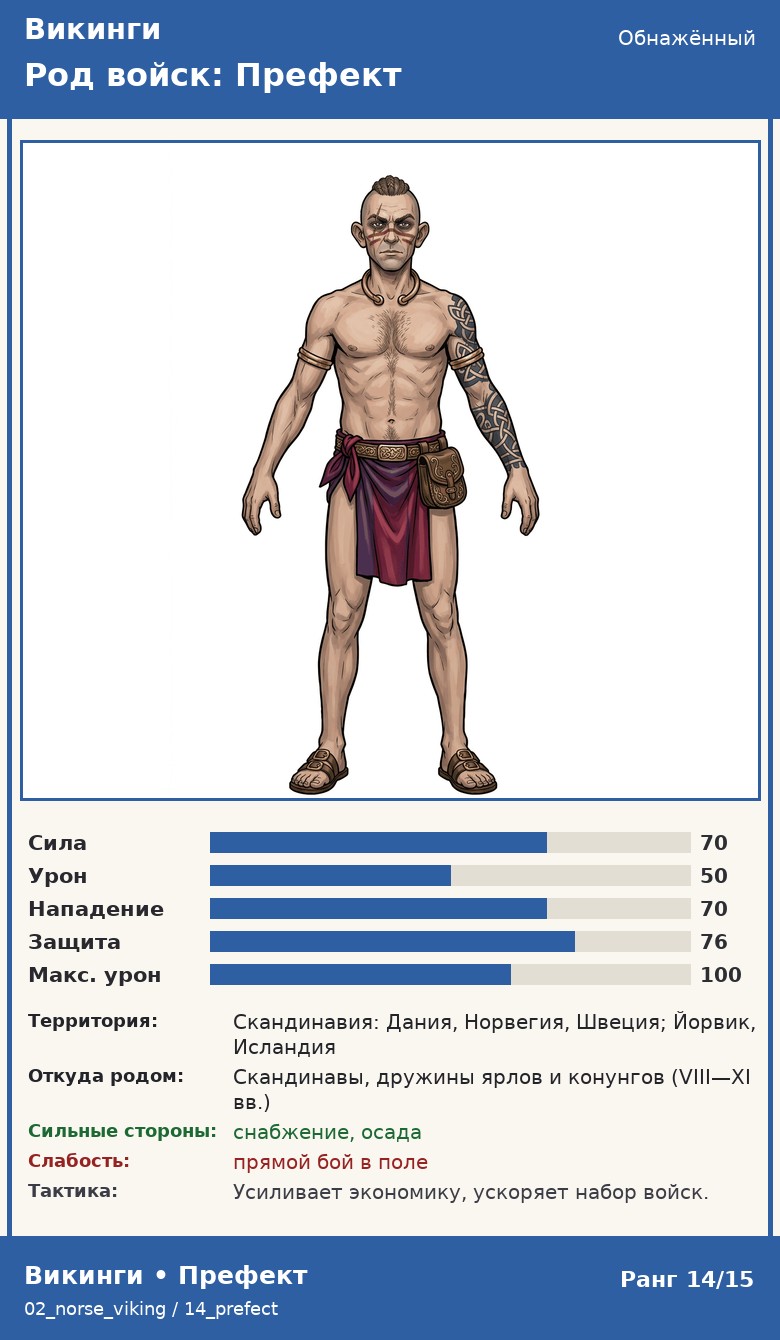 Викинги
Обнажённый
Род войск: Префект
Сила 70
Урон 50
Нападение 70
Защита 76
Макс. урон 100
Территория: Скандинавия: Дания, Норвегия, Швеция; Йорвик,
Исландия
Откуда родом: Скандинавы, дружины ярлов и конунгов (VIII—XI
вв.)
Сильные стороны: снабжение, осада
Слабость: прямой бой в поле
Тактика: Усиливает экономику, ускоряет набор войск.
Викинги • Префект
Ранг 14/15
02_norse_viking / 14_prefect